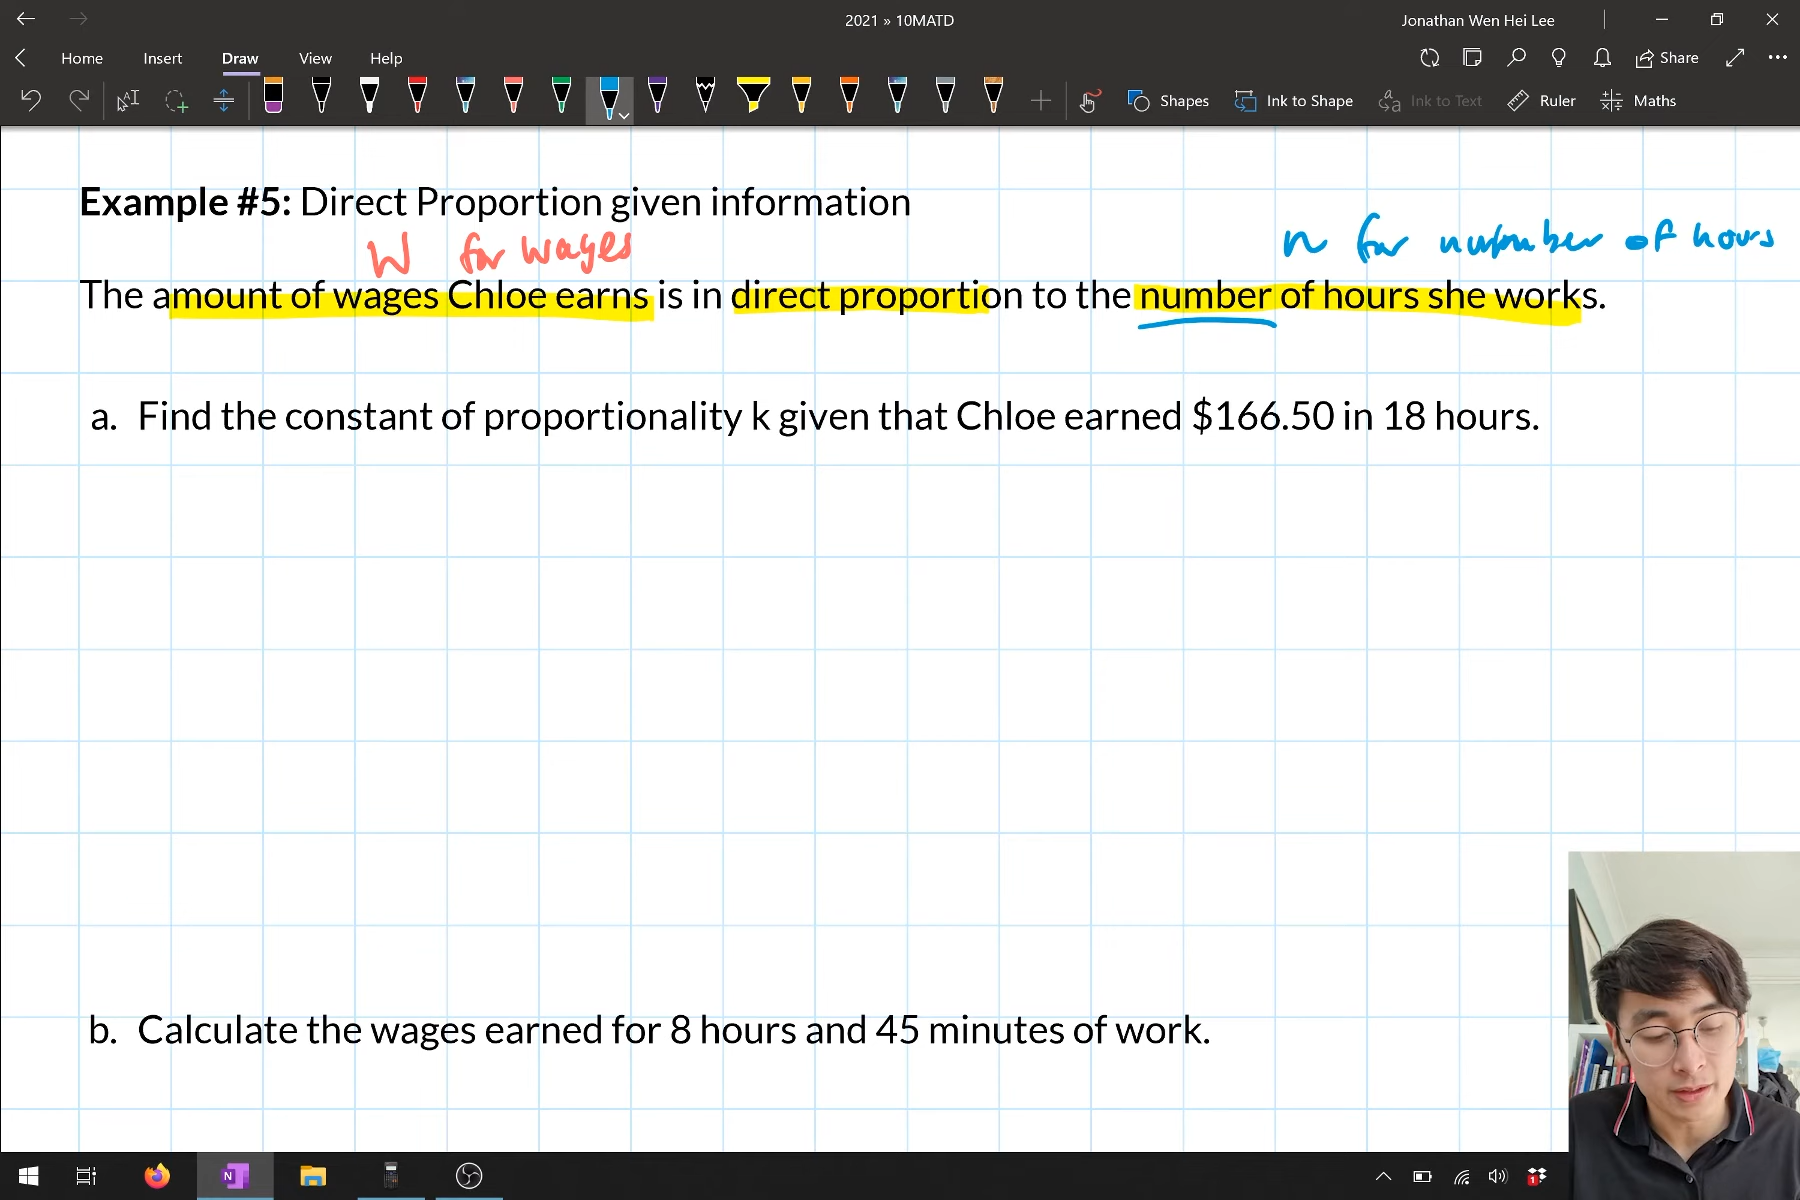 2021 » 10MATD
Jonathan Wen Hei Lee
Home Insert Draw View Help
Share
Shapes Ink to Shape Ink to Text Ruler Maths
Example #5: Direct Proportion given information
W for wages
n for number of hours
The amount of wages Chloe earns is in direct proportion to the number of hours she works.
a. Find the constant of proportionality k given that Chloe earned $166.50 in 18 hours.
b. Calculate the wages earned for 8 hours and 45 minutes of work.